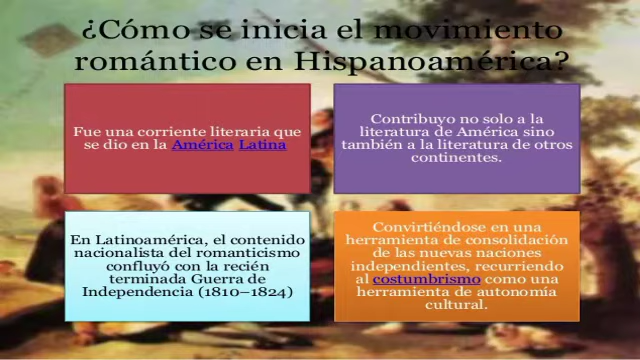 ¿Cómo se inicia el movimiento
romántico en Hispanoamérica?
Fue una corriente literaria que
se dio en la América Latina
Contribuyo no solo a la
literatura de América sino
también a la literatura de otros
continentes.
En Latinoamérica, el contenido
nacionalista del romanticismo
confluyó con la recién
terminada Guerra de
Independencia (1810–1824)
Convirtiéndose en una
herramienta de consolidación
de las nuevas naciones
independientes, recurriendo
al costumbrismo como una
herramienta de autonomía
cultural.